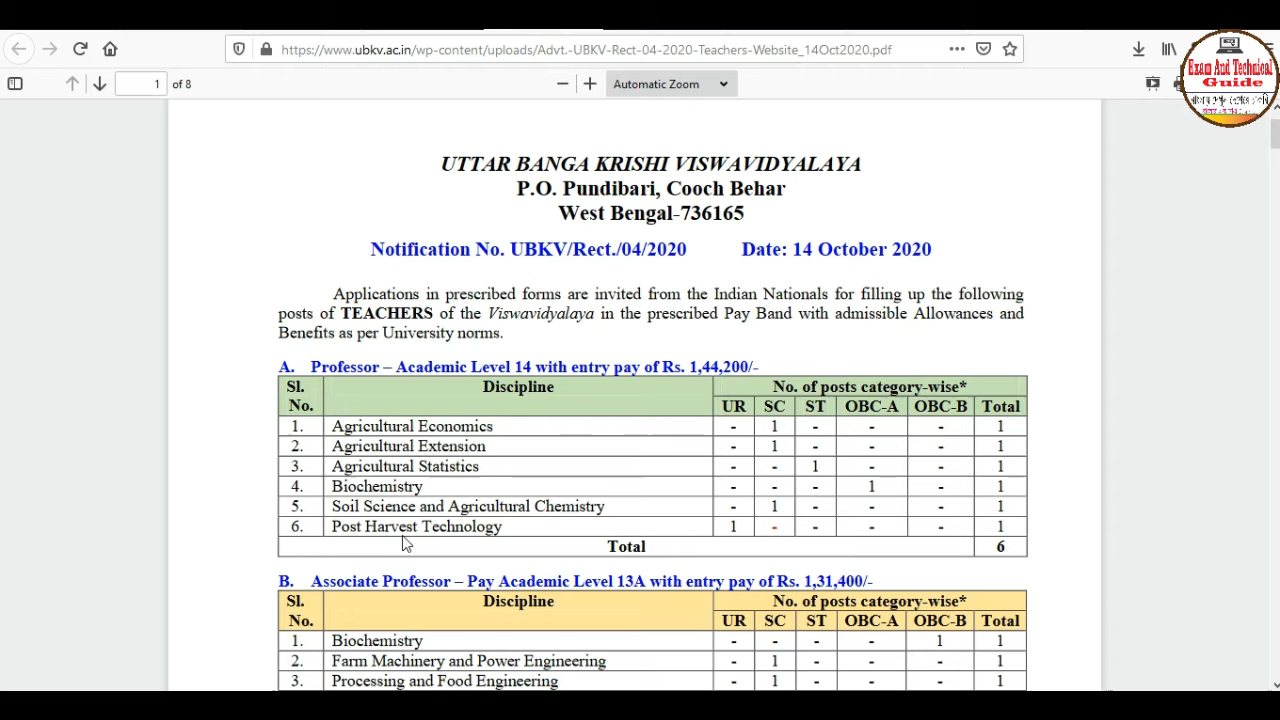 https://www.ubkv.ac.in/wp-content/uploads/Advt.-UBKV-Rect-04-2020-Teachers-Website_14Oct2020.pdf
1 of 8
Automatic Zoom
MCQ
Exam And Technical
Guide
UTTAR BANGA KRISHI VISWAVIDYALAYA
P.O. Pundibari, Cooch Behar
West Bengal-736165
Notification No. UBKV/Rect./04/2020 Date: 14 October 2020
Applications in prescribed forms are invited from the Indian Nationals for filling up the following
posts of TEACHERS of the Viswavidyalaya in the prescribed Pay Band with admissible Allowances and
Benefits as per University norms.
A. Professor – Academic Level 14 with entry pay of Rs. 1,44,200/-
Sl. No. Discipline No. of posts category-wise*
UR SC ST OBC-A OBC-B Total
1. Agricultural Economics - 1 - - - 1
2. Agricultural Extension - 1 - - - 1
3. Agricultural Statistics - - 1 - - 1
4. Biochemistry - - - 1 - 1
5. Soil Science and Agricultural Chemistry - 1 - - - 1
6. Post Harvest Technology 1 - - - - 1
Total 6
B. Associate Professor – Pay Academic Level 13A with entry pay of Rs. 1,31,400/-
Sl. No. Discipline No. of posts category-wise*
UR SC ST OBC-A OBC-B Total
1. Biochemistry - - - - 1 1
2. Farm Machinery and Power Engineering - 1 - - - 1
3. Processing and Food Engineering - 1 - - - 1